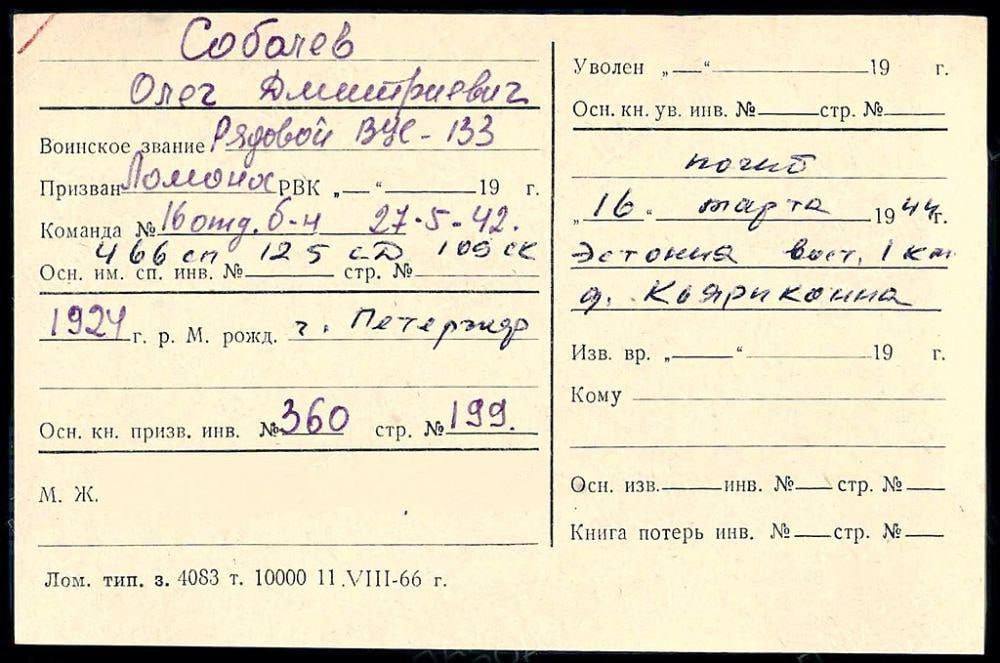 Соболев
Олег Дмитриевич
Воинское звание Рядовой ВУС-133
Призван Ломонос РВК „ — “ 19 г.
Команда № 16 отд. б-н 27-5-42.
466 сп 125 сд 109 ск
Осн. им. сп. инв. № стр. №
1924 г. р. М. рожд. г. Петергоф
Осн. кн. призв. инв. № 360 стр. № 199.
М. Ж.
Лом. тип. з. 4083 т. 10000 11.VIII-66 г.
Уволен „ — “ 19 г.
Осн. кн. ув. инв. № стр. №
погиб
„ 16 “ марта 1944 г.
Эстония вост. 1 км
д.
Изв. вр. „ — “ 19 г.
Кому
Осн. изв. инв. № стр. №
Книга потерь инв. № стр. №